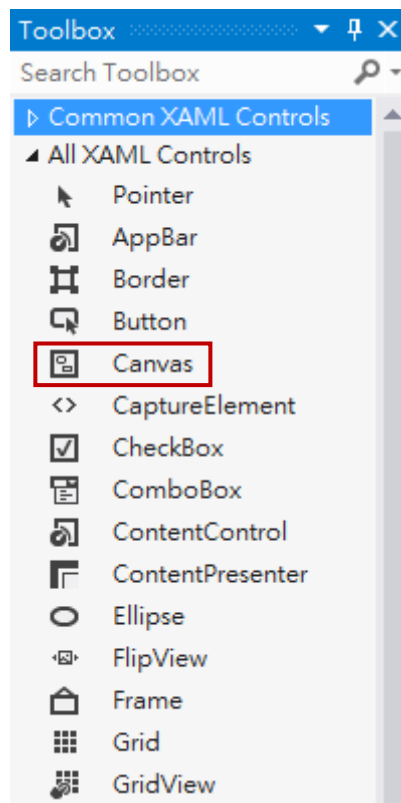 Toolbox
Search Toolbox
Common XAML Controls
All XAML Controls
Pointer
AppBar
Border
Button
Canvas
CaptureElement
CheckBox
ComboBox
ContentControl
ContentPresenter
Ellipse
FlipView
Frame
Grid
GridView